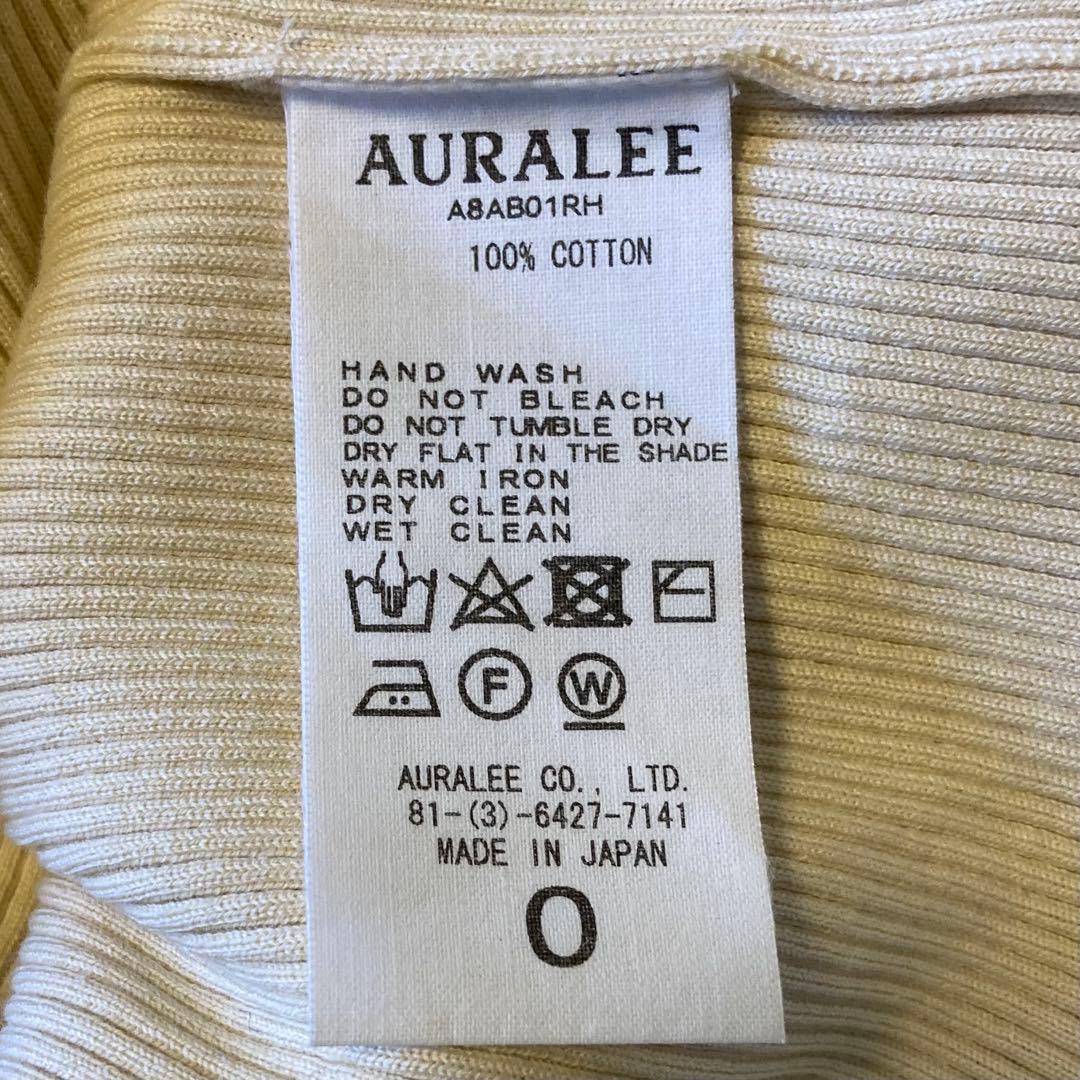 AURALEE
A8AB01RH
100% COTTON
HAND WASH
DO NOT BLEACH
DO NOT TUMBLE DRY
DRY FLAT IN THE SHADE
WARM IRON
DRY CLEAN
WET CLEAN
F W
AURALEE CO., LTD.
81-(3)-6427-7141
MADE IN JAPAN
0